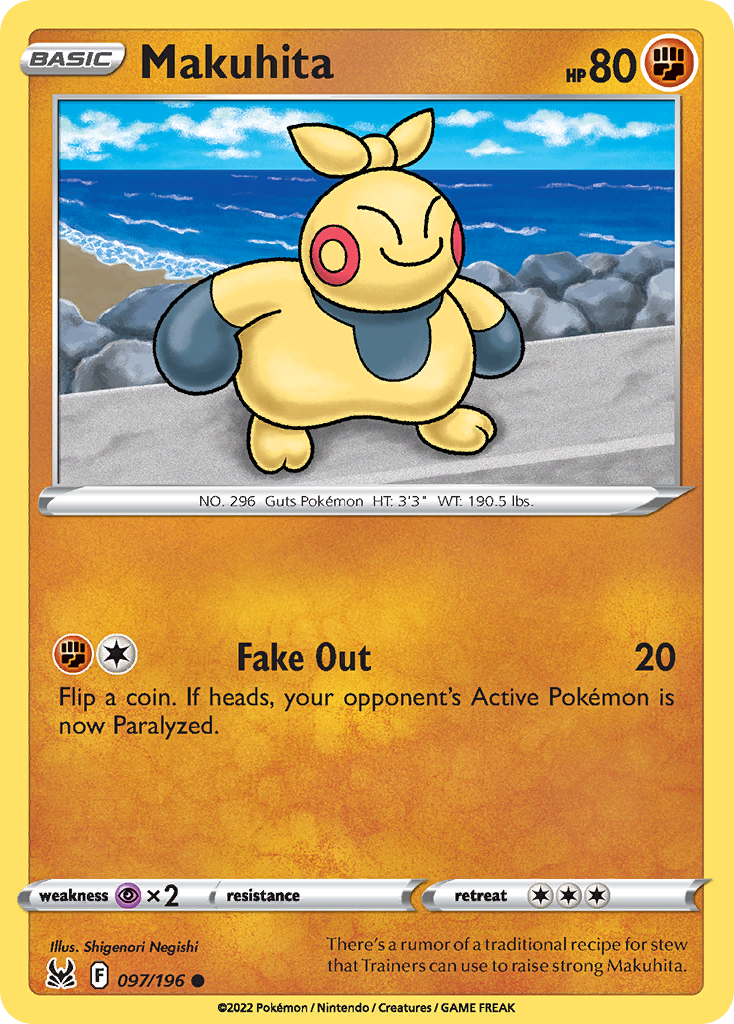 BASIC Makuhita HP 80
NO. 296 Guts Pokémon HT: 3'3" WT: 190.5 lbs.
Fake Out 20
Flip a coin. If heads, your opponent's Active Pokémon is
now Paralyzed.
weakness ×2 resistance retreat
Illus. Shigenori Negishi
There's a rumor of a traditional recipe for stew
that Trainers can use to raise strong Makuhita.
F 097/196
©2022 Pokémon / Nintendo / Creatures / GAME FREAK